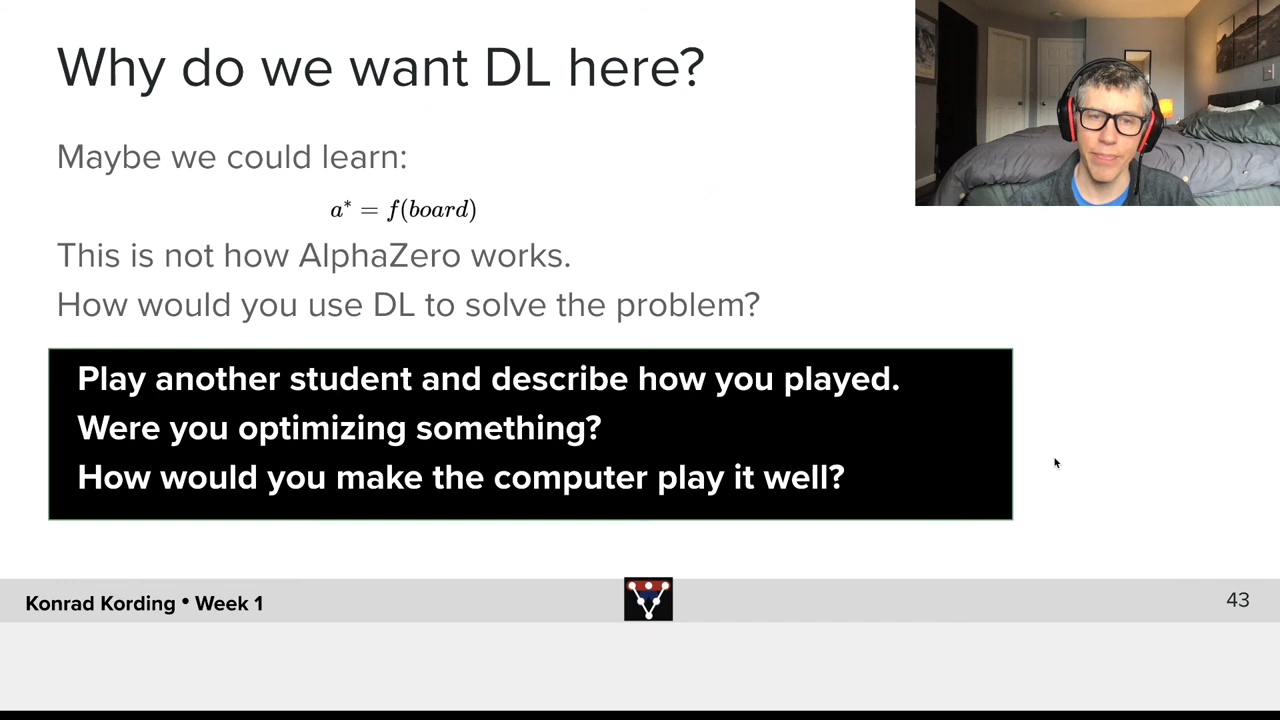 Why do we want DL here?
Maybe we could learn:
a* = f(board)
This is not how AlphaZero works.
How would you use DL to solve the problem?
Play another student and describe how you played.
Were you optimizing something?
How would you make the computer play it well?
Konrad Kording • Week 1
43